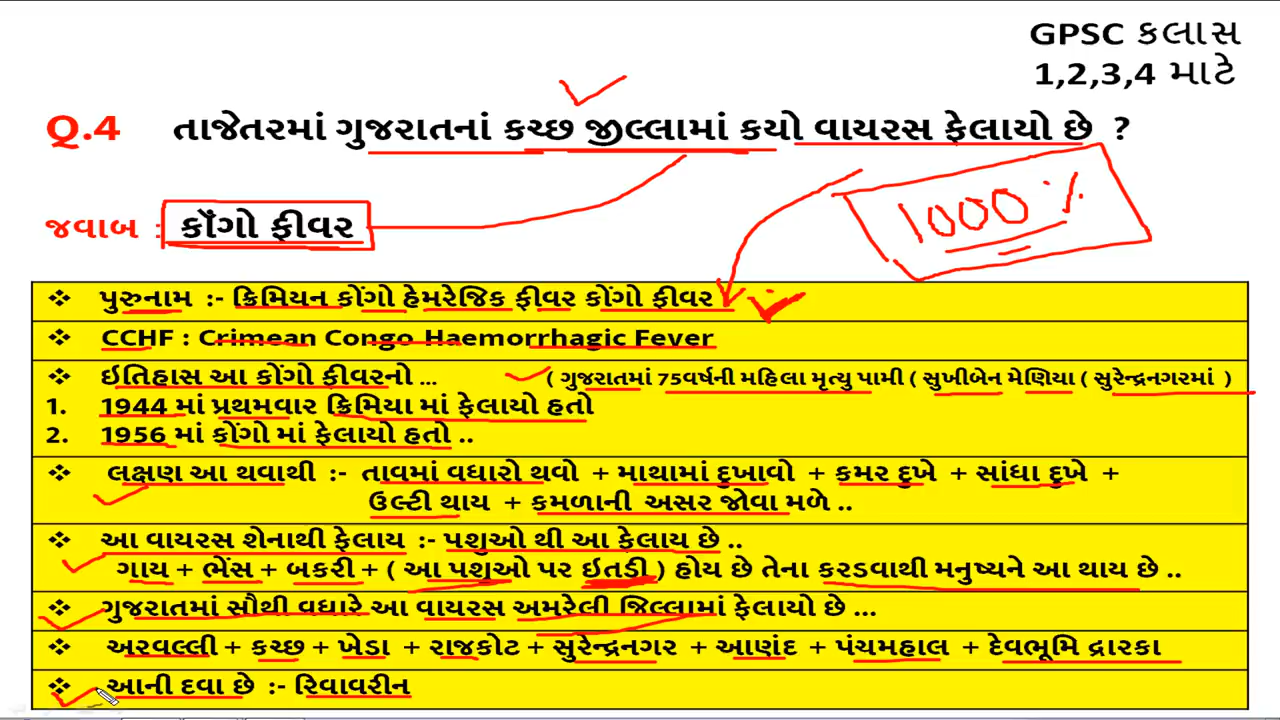 GPSC કલાસ
1,2,3,4 માટે
Q.4 તાજેતરમાં ગુજરાતનાં કચ્છ જીલ્લામાં કયો વાયરસ ફેલાયો છે ?
1000 %
જવાબ : કોંગો ફીવર
❖ પુરુનામ :- ક્રિમિયન કોંગો હેમરેજિક ફીવર કોંગો ફીવર
❖ CCHF : Crimean Congo Haemorrhagic Fever
❖ ઇતિહાસ આ કોંગો ફીવરનો ... ( ગુજરાતમાં 75વર્ષની મહિલા મૃત્યુ પામી ( સુખીબેન મેણિયા ( સુરેન્દ્રનગરમાં )
1. 1944 માં પ્રથમવાર ક્રિમિયા માં ફેલાયો હતો
2. 1956 માં કોંગો માં ફેલાયો હતો ..
❖ લક્ષણ આ થવાથી :- તાવમાં વધારો થવો + માથામાં દુખાવો + કમર દુખે + સાંધા દુખે +
ઉલ્ટી થાય + કમળાની અસર જોવા મળે ..
❖ આ વાયરસ શેનાથી ફેલાય :- પશુઓ થી આ ફેલાય છે ..
ગાય + ભેંસ + બકરી + ( આ પશુઓ પર ઇતડી ) હોય છે તેના કરડવાથી મનુષ્યને આ થાય છે ..
❖ ગુજરાતમાં સૌથી વધારે આ વાયરસ અમરેલી જિલ્લામાં ફેલાયો છે ...
❖ અરવલ્લી + કચ્છ + ખેડા + રાજકોટ + સુરેન્દ્રનગર + આણંદ + પંચમહાલ + દેવભૂમિ દ્રારકા
❖ આની દવા છે :- રિવાવરીન